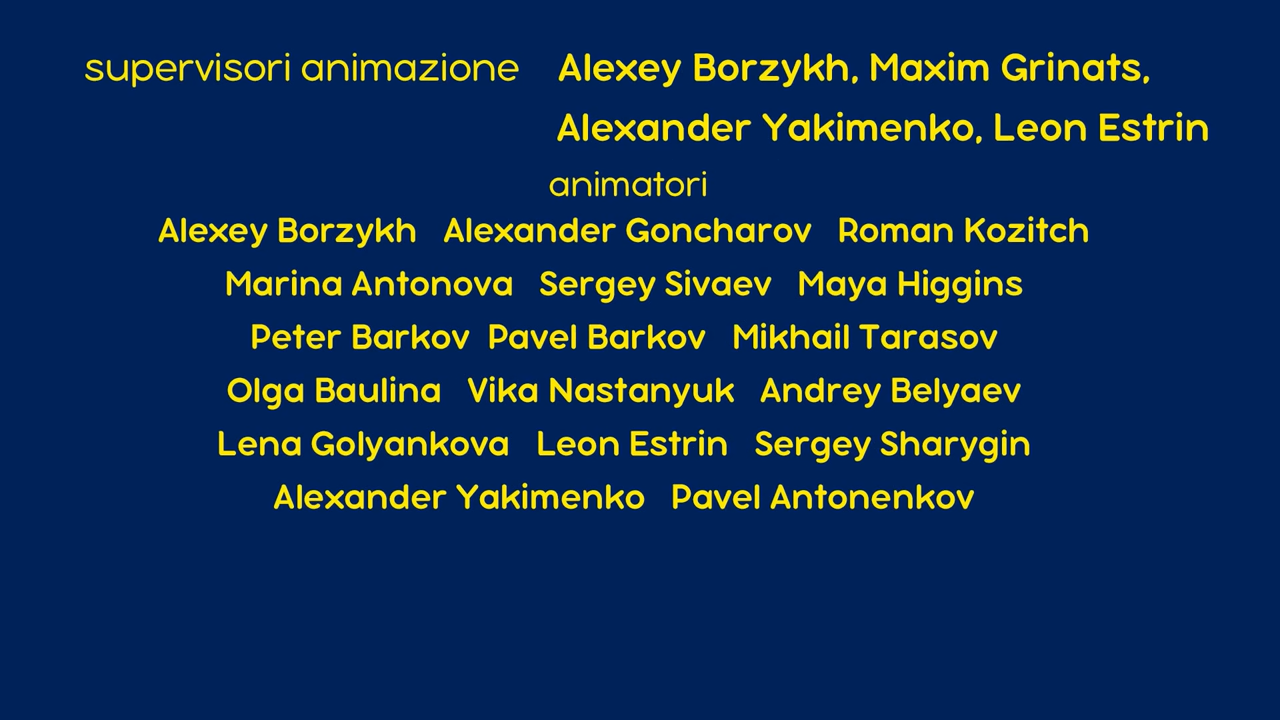 supervisori animazione Alexey Borzykh, Maxim Grinats,
Alexander Yakimenko, Leon Estrin
animatori
Alexey Borzykh Alexander Goncharov Roman Kozitch
Marina Antonova Sergey Sivaev Maya Higgins
Peter Barkov Pavel Barkov Mikhail Tarasov
Olga Baulina Vika Nastanyuk Andrey Belyaev
Lena Golyankova Leon Estrin Sergey Sharygin
Alexander Yakimenko Pavel Antonenkov